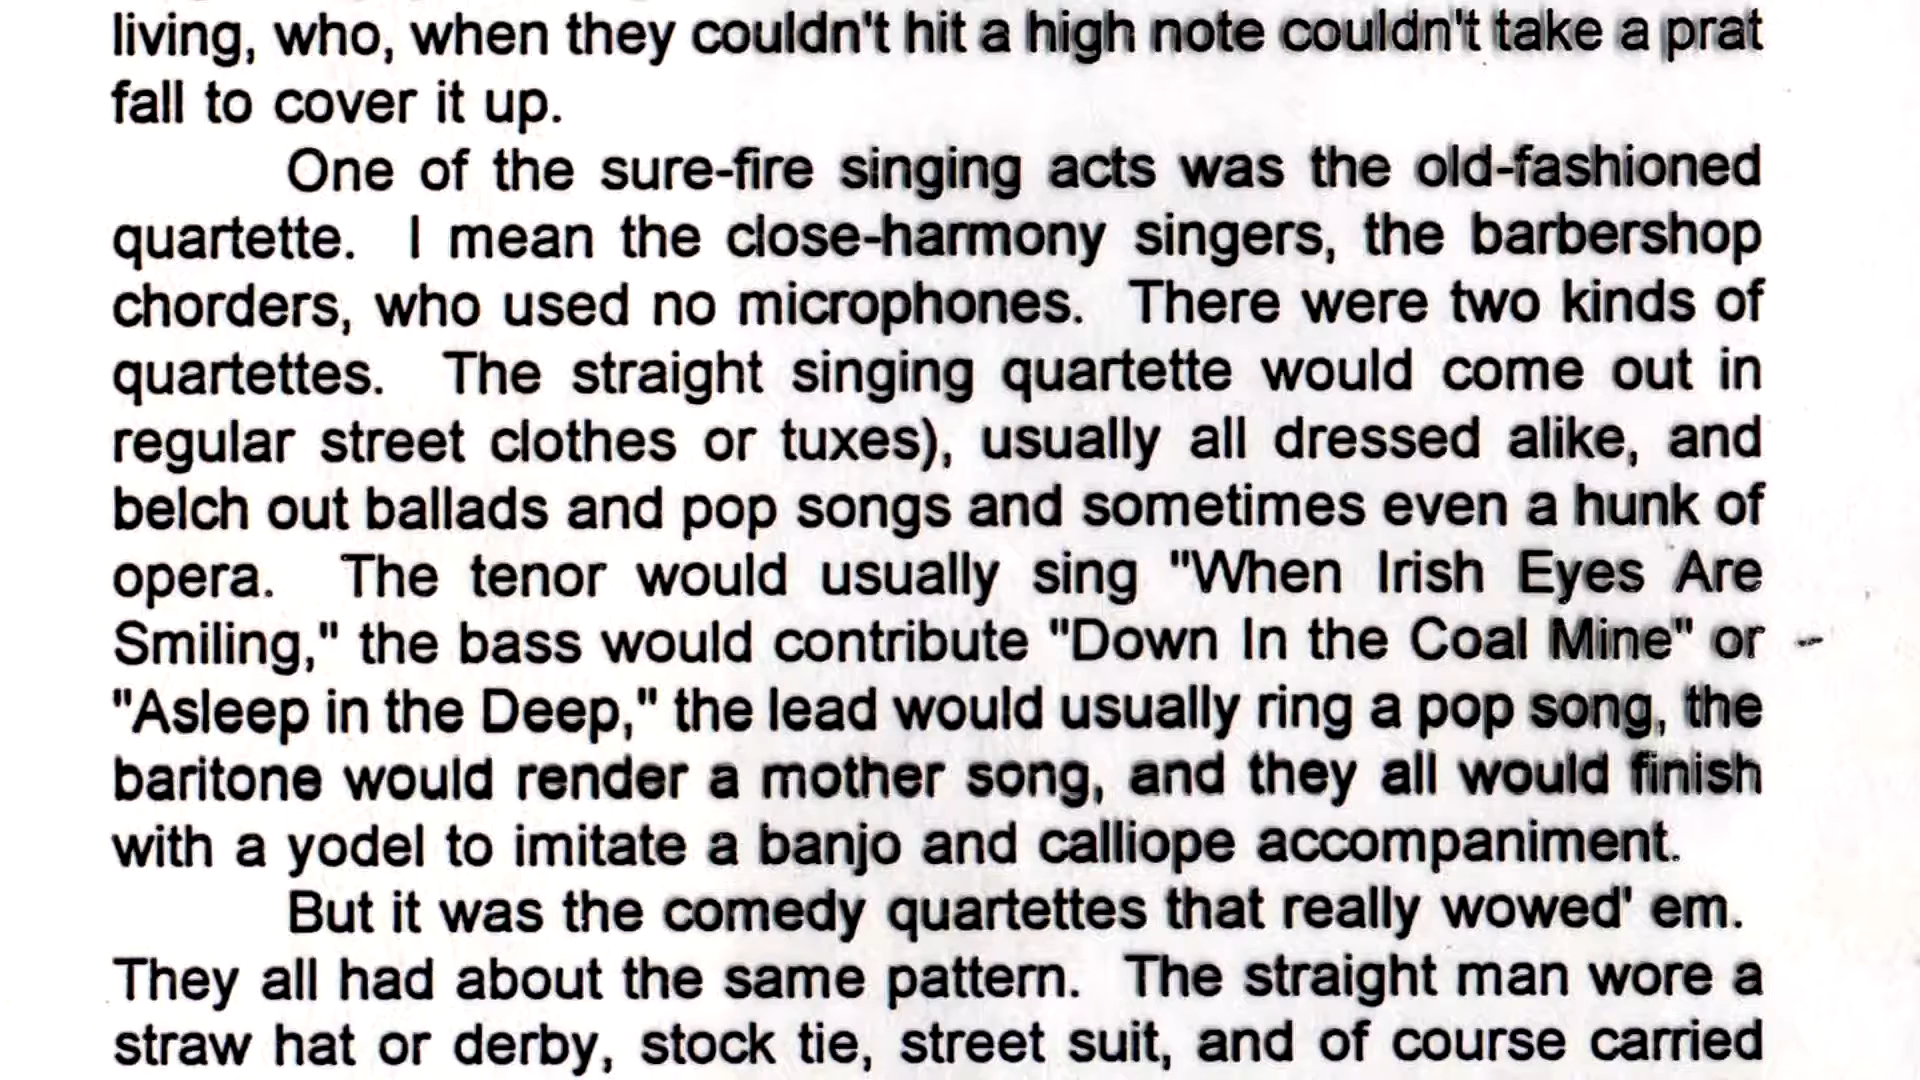 living, who, when they couldn't hit a high note couldn't take a prat
fall to cover it up.
One of the sure-fire singing acts was the old-fashioned
quartette. I mean the close-harmony singers, the barbershop
chorders, who used no microphones. There were two kinds of
quartettes. The straight singing quartette would come out in
regular street clothes or tuxes), usually all dressed alike, and
belch out ballads and pop songs and sometimes even a hunk of
opera. The tenor would usually sing "When Irish Eyes Are
Smiling," the bass would contribute "Down In the Coal Mine" or
"Asleep in the Deep," the lead would usually ring a pop song, the
baritone would render a mother song, and they all would finish
with a yodel to imitate a banjo and calliope accompaniment.
But it was the comedy quartettes that really wowed' em.
They all had about the same pattern. The straight man wore a
straw hat or derby, stock tie, street suit, and of course carried